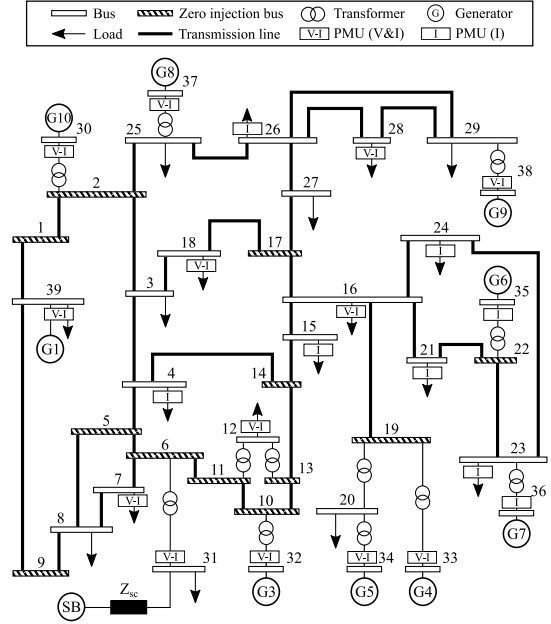 Bus Zero injection bus Transformer G Generator
Load Transmission line V-I PMU (V&I) I PMU (I)
G8 37
V-I
G10 30
V-I
25 I 26 28 29
V-I
2 27 V-I 38
G9
1 18 17 24
V-I I
G6
39 3 16 35
V-I V-I I
G1 15
I 21 22
I
4 14
I
12 V-I
5 19
6 13 23
11 I
7 10 20 I 36
V-I G7
8
V-I 31 V-I 32 V-I 34 V-I 33
9 G3 G5 G4
SB Zsc